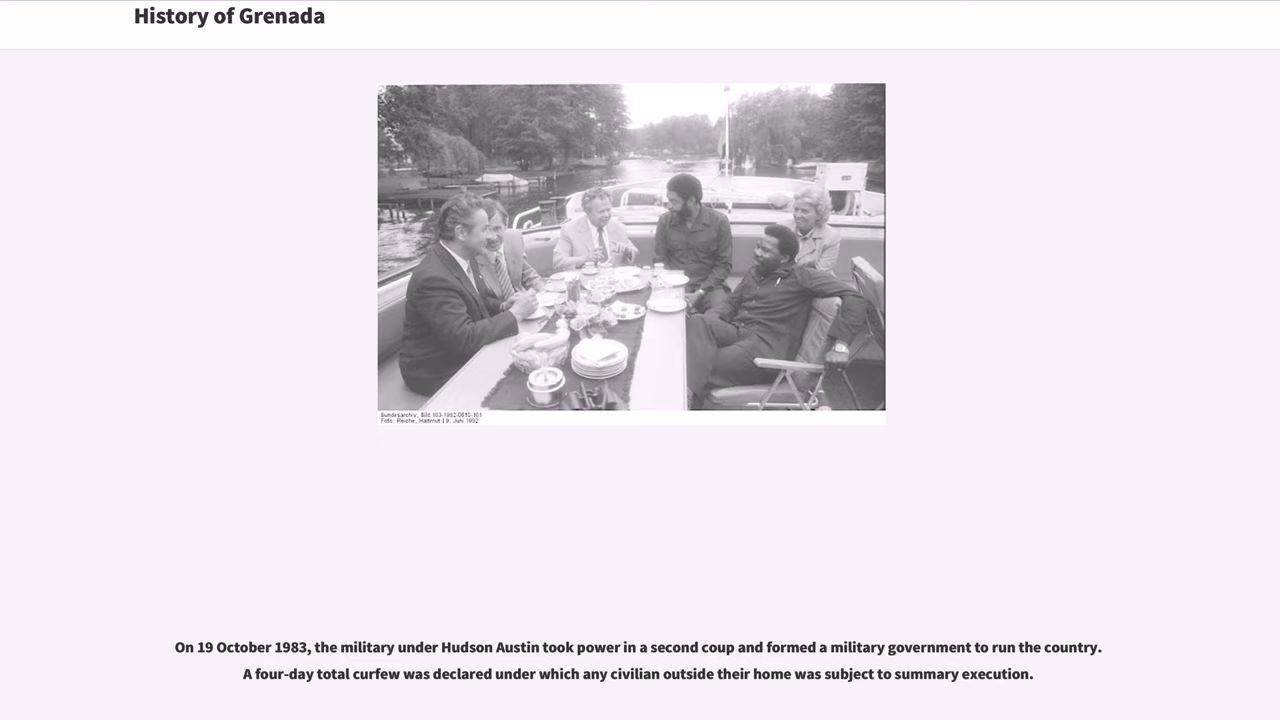 History of Grenada
Bundesarchiv, Bild 183-1982-0610-101
Foto: Reiche, Hartmut | 9. Juni 1982
On 19 October 1983, the military under Hudson Austin took power in a second coup and formed a military government to run the country.
A four-day total curfew was declared under which any civilian outside their home was subject to summary execution.